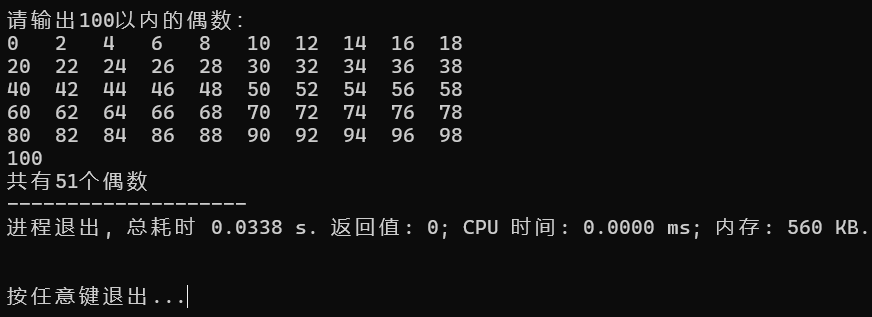 请输出100以内的偶数:
0 2 4 6 8 10 12 14 16 18
20 22 24 26 28 30 32 34 36 38
40 42 44 46 48 50 52 54 56 58
60 62 64 66 68 70 72 74 76 78
80 82 84 86 88 90 92 94 96 98
100
共有51个偶数
--------------------
进程退出, 总耗时 0.0338 s. 返回值: 0; CPU 时间: 0.0000 ms; 内存: 560 KB.
按任意键退出...